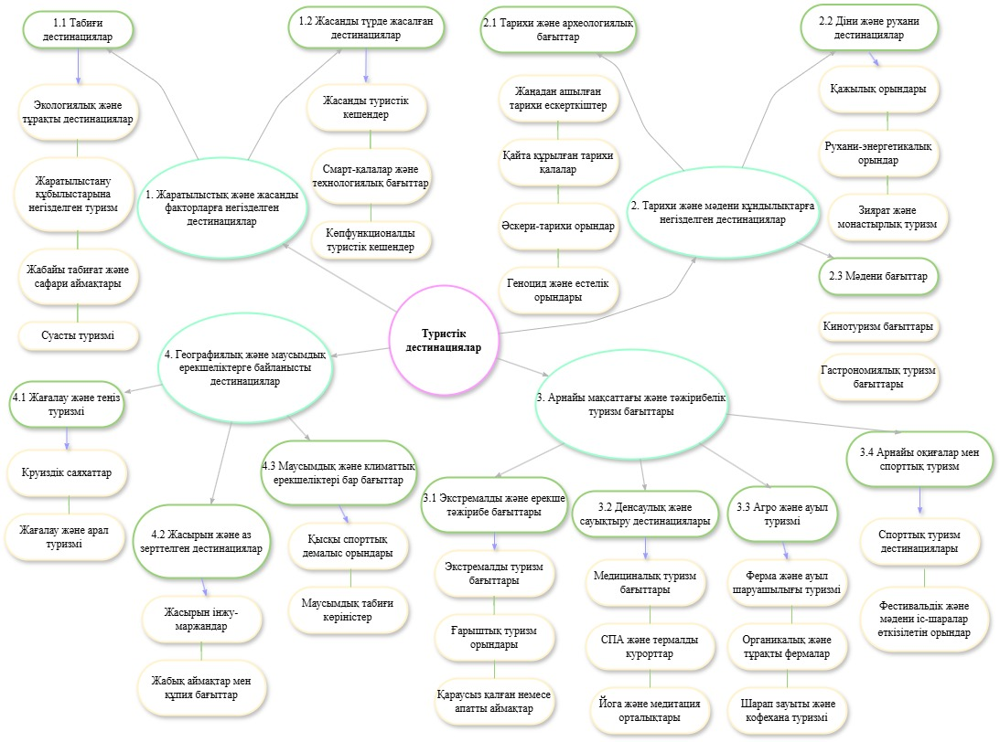 1.1 Табиғи
дестинациялар
1.2 Жасанды түрде жасалған
дестинациялар
2.1 Тарихи және археологиялық
бағыттар
2.2 Діни және рухани
дестинациялар
Экологиялық және
тұрақты дестинациялар
Жаратылыстану
құбылыстарына
негізделген туризм
Жабайы табиғат және
сафари аймақтары
Суасты туризмі
Жасанды туристік
кешендер
Смарт-қалалар және
технологиялық бағыттар
Көпфункционалды
туристік кешендер
1. Жаратылыстық және жасанды
факторларға негізделген
дестинациялар
Жаңадан ашылған
тарихи ескерткіштер
Қайта құрылған тарихи
қалалар
Әскери-тарихи орындар
Геноцид және естелік
орындары
2. Тарихи және мәдени құндылықтарға
негізделген дестинациялар
Қажылық орындары
Рухани-энергетикалық
орындар
Зиярат және
монастырлық туризм
2.3 Мәдени бағыттар
Кинотуризм бағыттары
Гастрономиялық туризм
бағыттары
Туристік
дестинациялар
4. Географиялық және маусымдық
ерекшеліктерге байланысты
дестинациялар
3. Арнайы мақсаттағы және тәжірибелік
туризм бағыттары
4.1 Жағалау және теңіз
туризмі
Круиздік саяхаттар
Жағалау және арал
туризмі
4.2 Жасырын және аз
зерттелген дестинациялар
Жасырын інжу-
маржандар
Жабық аймақтар мен
құпия бағыттар
4.3 Маусымдық және климаттық
ерекшеліктері бар бағыттар
Қысқы спорттық
демалыс орындары
Маусымдық табиғи
көріністер
3.1 Экстремалды және ерекше
тәжірибе бағыттары
Экстремалды туризм
бағыттары
Ғарыштық туризм
орындары
Қараусыз қалған немесе
апатты аймақтар
3.2 Денсаулық және
сауықтыру дестинациялары
Медициналық туризм
бағыттары
СПА және термалды
курорттар
Йога және медитация
орталықтары
3.3 Агро және ауыл
туризмі
Ферма және ауыл
шаруашылығы туризмі
Органикалық және
тұрақты фермалар
Шарап зауыты және
кофехана туризмі
3.4 Арнайы оқиғалар мен
спорттық туризм
Спорттық туризм
дестинациялары
Фестивальдік және
мәдени іс-шаралар
өткізілетін орындар